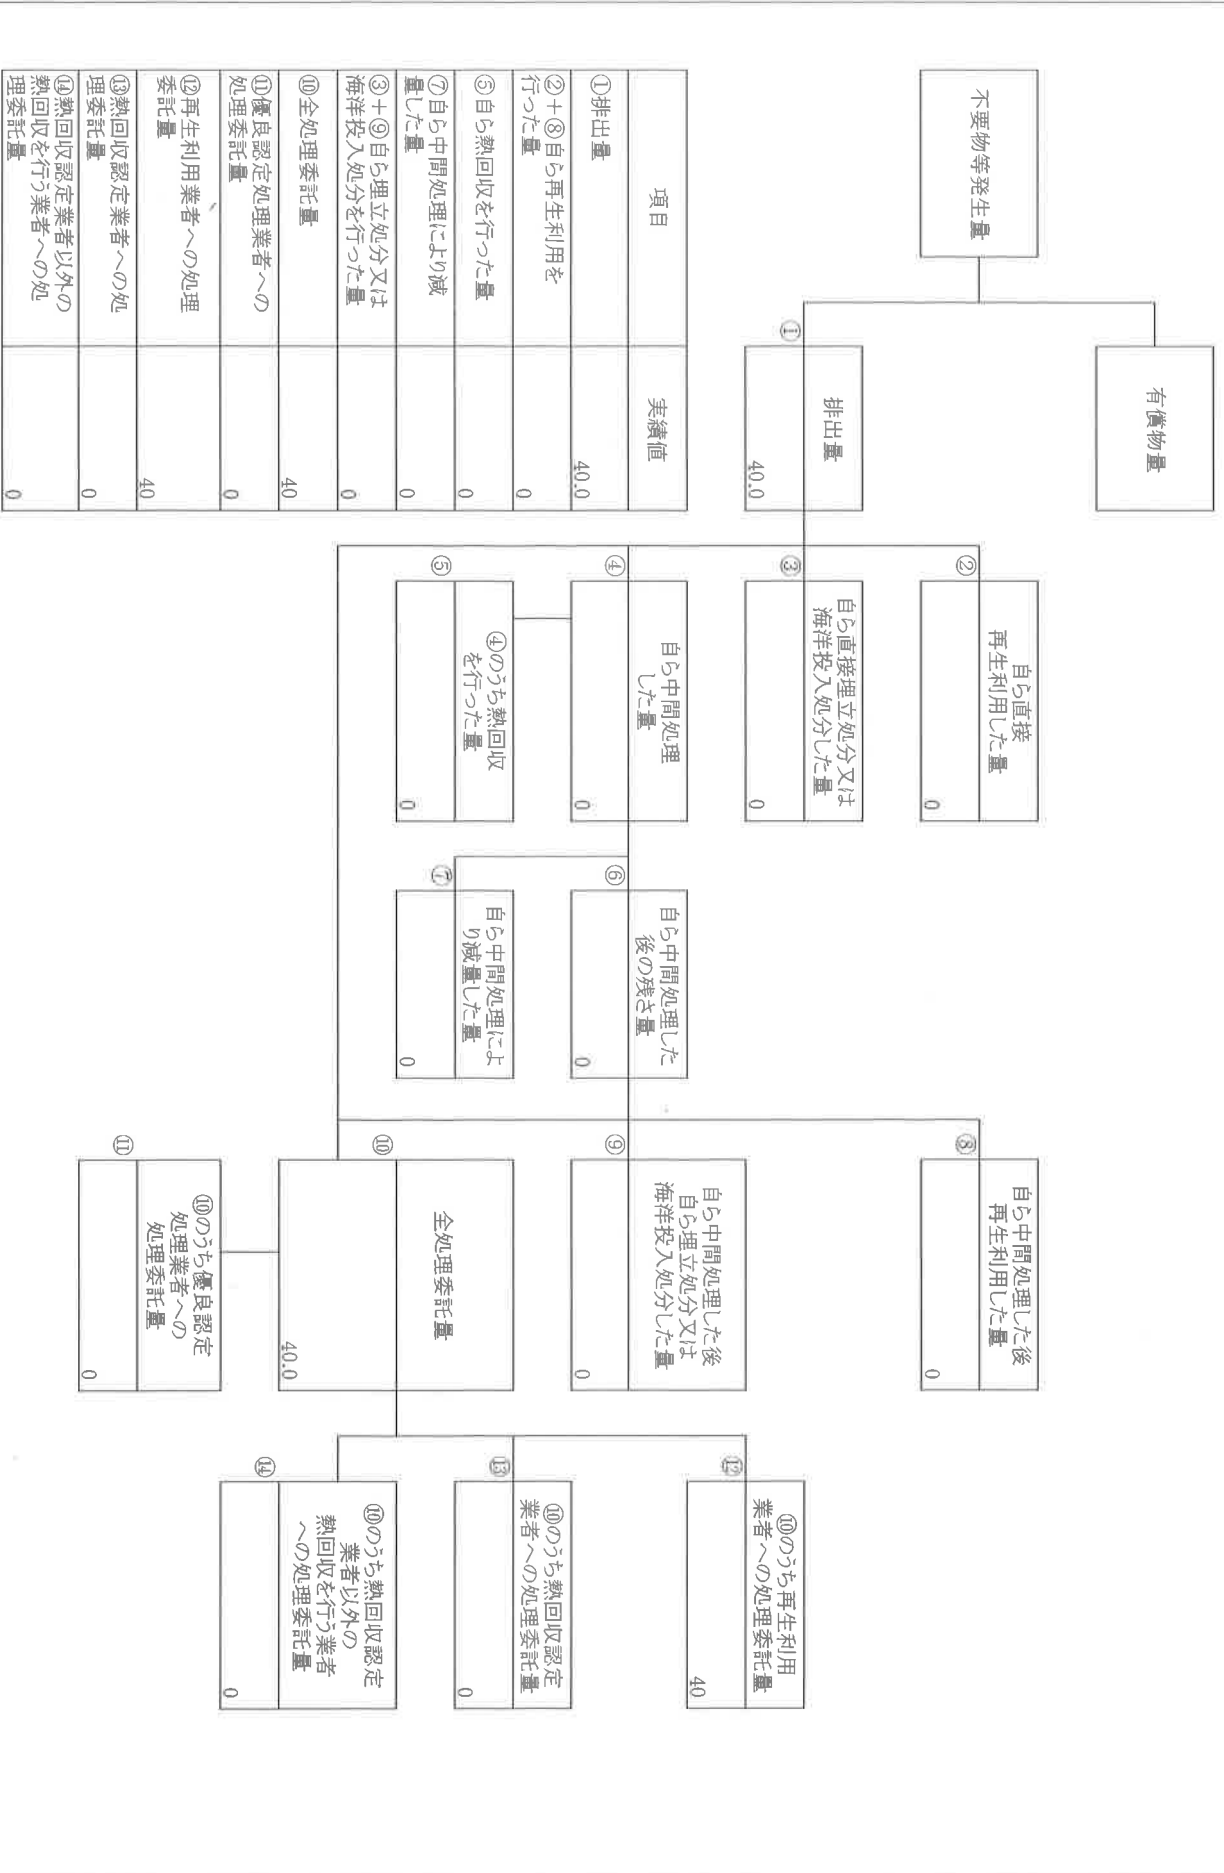 有償物量
不要物等発生量
①
排出量
40.0
②
自ら直接
再生利用した量
0
③
自ら直接埋立処分又は
海洋投入処分した量
0
④
自ら中間処理
した量
0
⑤
④のうち熱回収
を行った量
0
⑥
自ら中間処理した
後の残さ量
0
⑦
自ら中間処理によ
り減量した量
0
⑧
自ら中間処理した後
再生利用した量
0
⑨
自ら中間処理した後
自ら埋立処分又は
海洋投入処分した量
0
⑩
全処理委託量
40.0
⑪
⑩のうち優良認定
処理業者への
処理委託量
0
⑫
⑩のうち再生利用
業者への処理委託量
40
⑬
⑩のうち熱回収認定
業者への処理委託量
0
⑭
⑩のうち熱回収認定
業者以外の
熱回収を行う業者
への処理委託量
0
項目 実績値
①排出量 40.0
②+⑧自ら再生利用を
行った量 0
⑤自ら熱回収を行った量 0
⑦自ら中間処理により減
量した量 0
③+⑨自ら埋立処分又は
海洋投入処分を行った量 0
⑩全処理委託量 40
⑪優良認定処理業者への
処理委託量 0
⑫再生利用業者への処理
委託量 40
⑬熱回収認定業者への処
理委託量 0
⑭熱回収認定業者以外の
熱回収を行う業者への処
理委託量 0